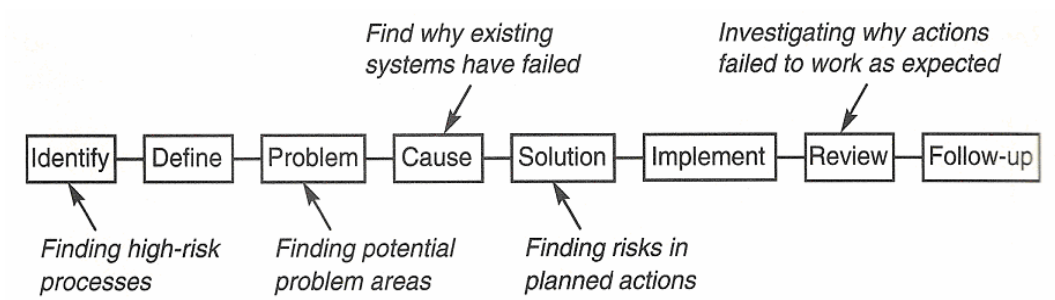 Find why existing
systems have failed
Investigating why actions
failed to work as expected
Identify
Define
Problem
Cause
Solution
Implement
Review
Follow-up
Finding high-risk
processes
Finding potential
problem areas
Finding risks in
planned actions